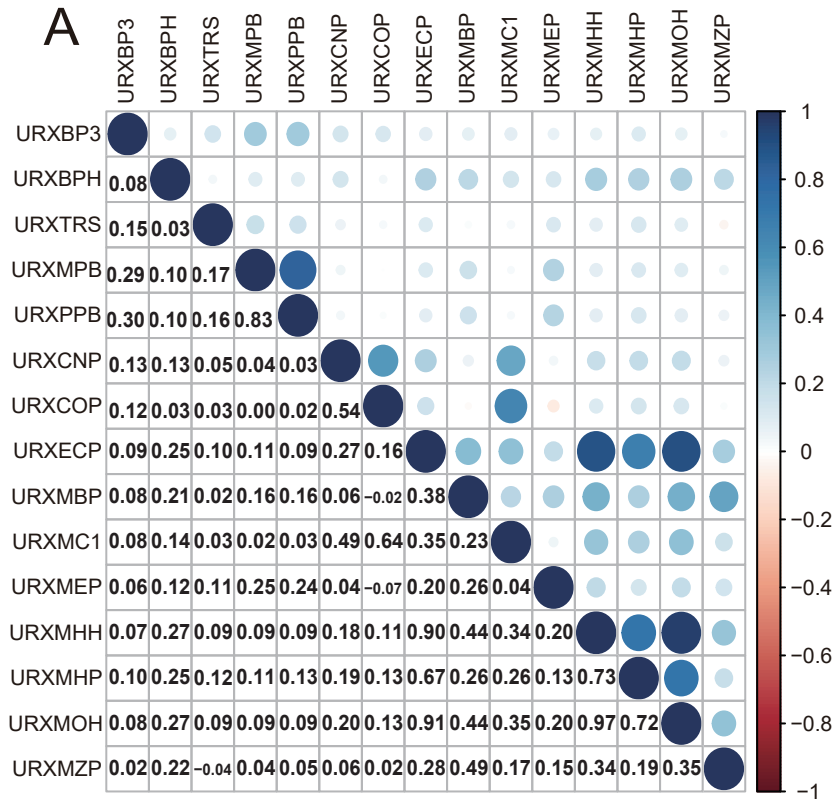 A
URXBP3 URXBPH URXTRS URXMPB URXPPB URXCNP URXCOP URXECP URXMBP URXMC1 URXMEP URXMHH URXMHP URXMOH URXMZP
URXBP3
URXBPH 0.08
URXTRS 0.15 0.03
URXMPB 0.29 0.10 0.17
URXPPB 0.30 0.10 0.16 0.83
URXCNP 0.13 0.13 0.05 0.04 0.03
URXCOP 0.12 0.03 0.03 0.00 0.02 0.54
URXECP 0.09 0.25 0.10 0.11 0.09 0.27 0.16
URXMBP 0.08 0.21 0.02 0.16 0.16 0.06 −0.02 0.38
URXMC1 0.08 0.14 0.03 0.02 0.03 0.49 0.64 0.35 0.23
URXMEP 0.06 0.12 0.11 0.25 0.24 0.04 −0.07 0.20 0.26 0.04
URXMHH 0.07 0.27 0.09 0.09 0.09 0.18 0.11 0.90 0.44 0.34 0.20
URXMHP 0.10 0.25 0.12 0.11 0.13 0.19 0.13 0.67 0.26 0.26 0.13 0.73
URXMOH 0.08 0.27 0.09 0.09 0.09 0.20 0.13 0.91 0.44 0.35 0.20 0.97 0.72
URXMZP 0.02 0.22 −0.04 0.04 0.05 0.06 0.02 0.28 0.49 0.17 0.15 0.34 0.19 0.35
1
0.8
0.6
0.4
0.2
0
−0.2
−0.4
−0.6
−0.8
−1